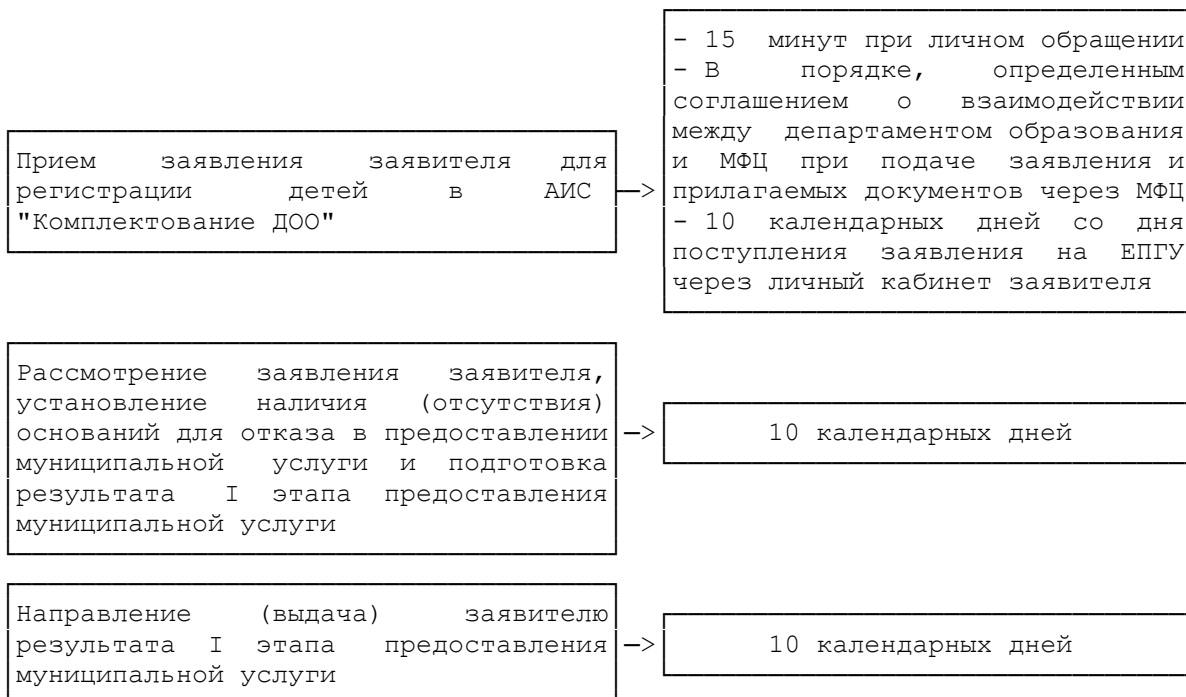 - 15 минут при личном обращении
- В порядке, определенным
соглашением о взаимодействии
между департаментом образования
и МФЦ при подаче заявления и
прилагаемых документов через МФЦ
- 10 календарных дней со дня
поступления заявления на ЕПГУ
через личный кабинет заявителя
Прием заявления заявителя для
регистрации детей в АИС
"Комплектование ДОО"
Рассмотрение заявления заявителя,
установление наличия (отсутствия)
оснований для отказа в предоставлении
муниципальной услуги и подготовка
результата I этапа предоставления
муниципальной услуги
10 календарных дней
Направление (выдача) заявителю
результата I этапа предоставления
муниципальной услуги
10 календарных дней